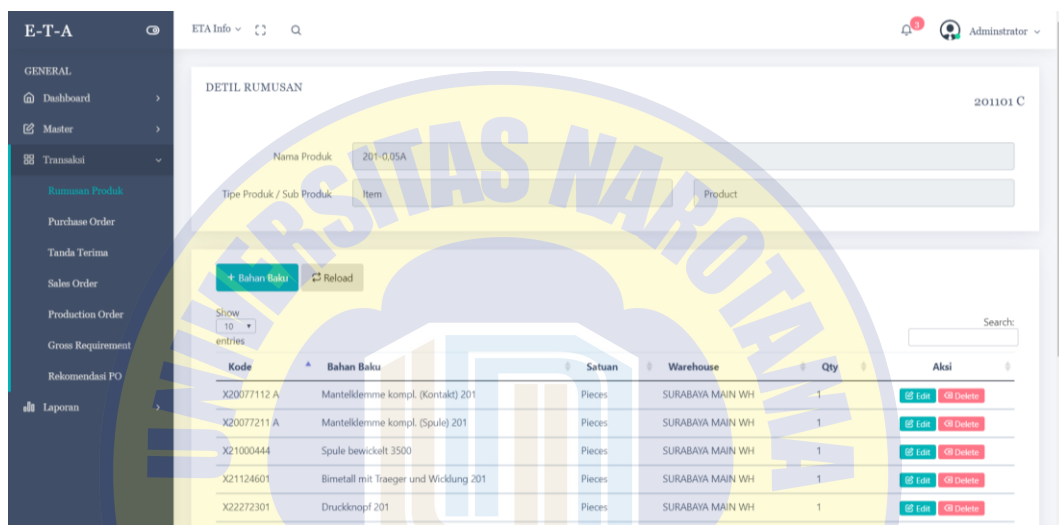 E-T-A
ETA Info
3
Adminstrator
GENERAL
Dashboard
Master
Transaksi
Rumusan Produk
Purchase Order
Tanda Terima
Sales Order
Production Order
Gross Requirement
Rekomendasi PO
Laporan
DETIL RUMUSAN
201101 C
Nama Produk 201-0,05A
Tipe Produk / Sub Produk Item Product
+ Bahan Baku Reload
Show
10
entries
Search:
Kode Bahan Baku Satuan Warehouse Qty Aksi
X20077112 A Mantelklemme kompl. (Kontakt) 201 Pieces SURABAYA MAIN WH 1 Edit Delete
X20077211 A Mantelklemme kompl. (Spule) 201 Pieces SURABAYA MAIN WH 1 Edit Delete
X21000444 Spule bewickelt 3500 Pieces SURABAYA MAIN WH 1 Edit Delete
X21124601 Bimetall mit Traeger und Wicklung 201 Pieces SURABAYA MAIN WH 1 Edit Delete
X22272301 Druckknopf 201 Pieces SURABAYA MAIN WH 1 Edit Delete
UNIVERSITAS NAROTAMA